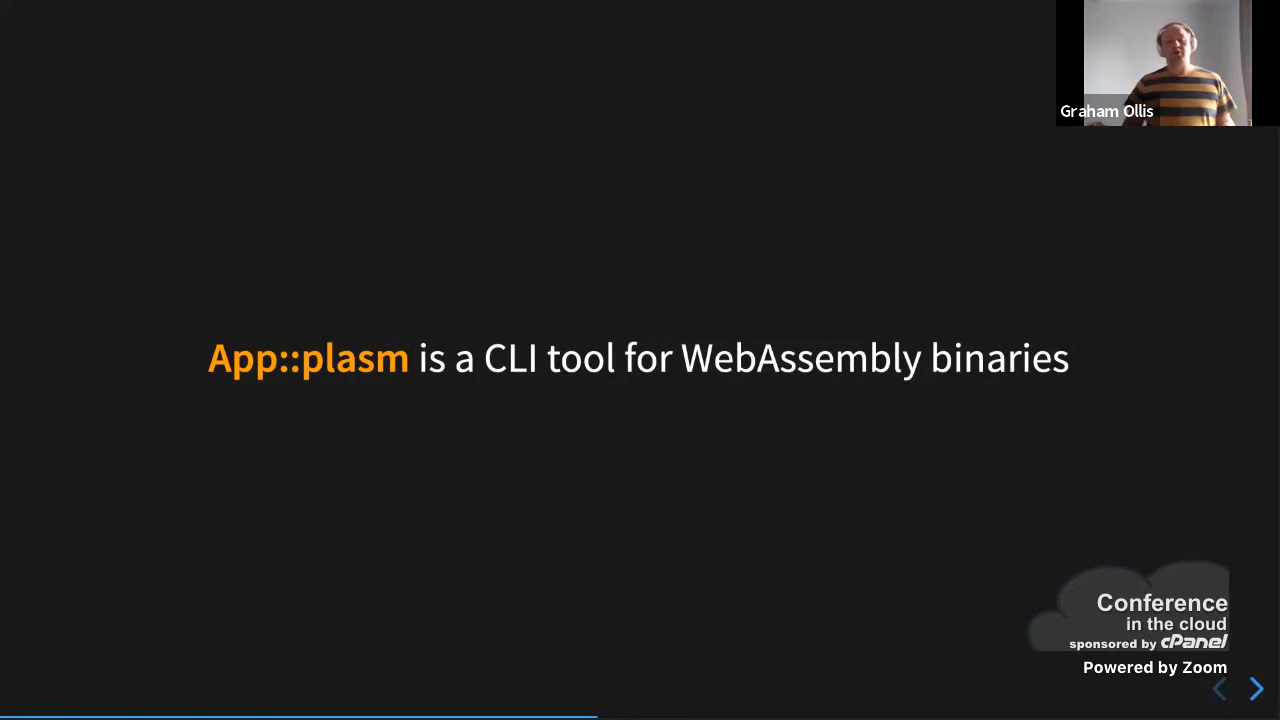 Graham Ollis
App::plasm is a CLI tool for WebAssembly binaries
Conference
in the cloud
sponsored by cPanel
Powered by Zoom